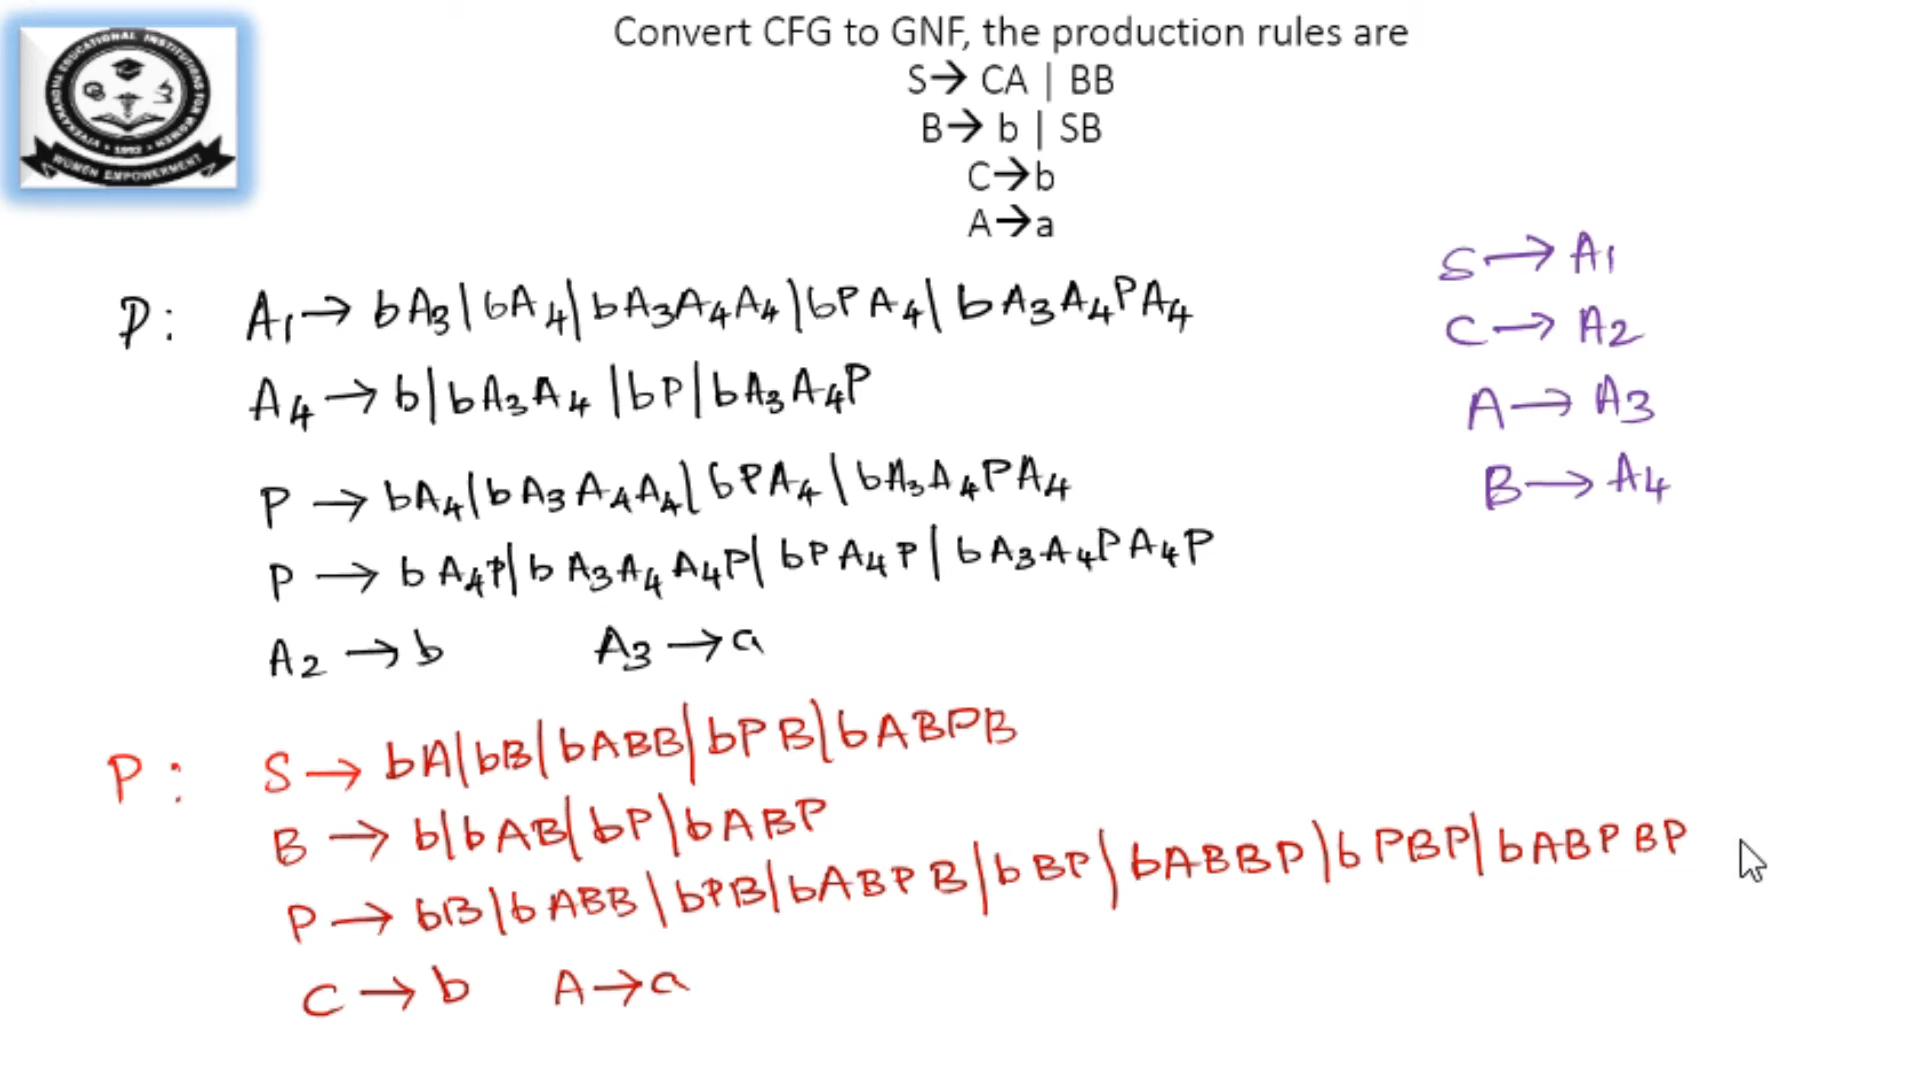 Convert CFG to GNF, the production rules are
S→ CA | BB
B→ b | SB
C→b
A→a
WOMEN EMPOWERMENT
S → A1
C → A2
A → A3
B → A4
P: A1 → bA3|bA4|bA3A4A4|bPA4|bA3A4PA4
A4 → b|bA3A4|bP|bA3A4P
P → bA4|bA3A4A4|bPA4|bA3A4PA4
P → bA4P|bA3A4A4P|bPA4P|bA3A4PA4P
A2 → b A3 → a
P: S → bA|bB|bABB|bPB|bABPB
B → b|bAB|bP|bABP
P → bB|bABB|bPB|bABPB|bBP|bABBP|bPBP|bABPBP
C → b A → a